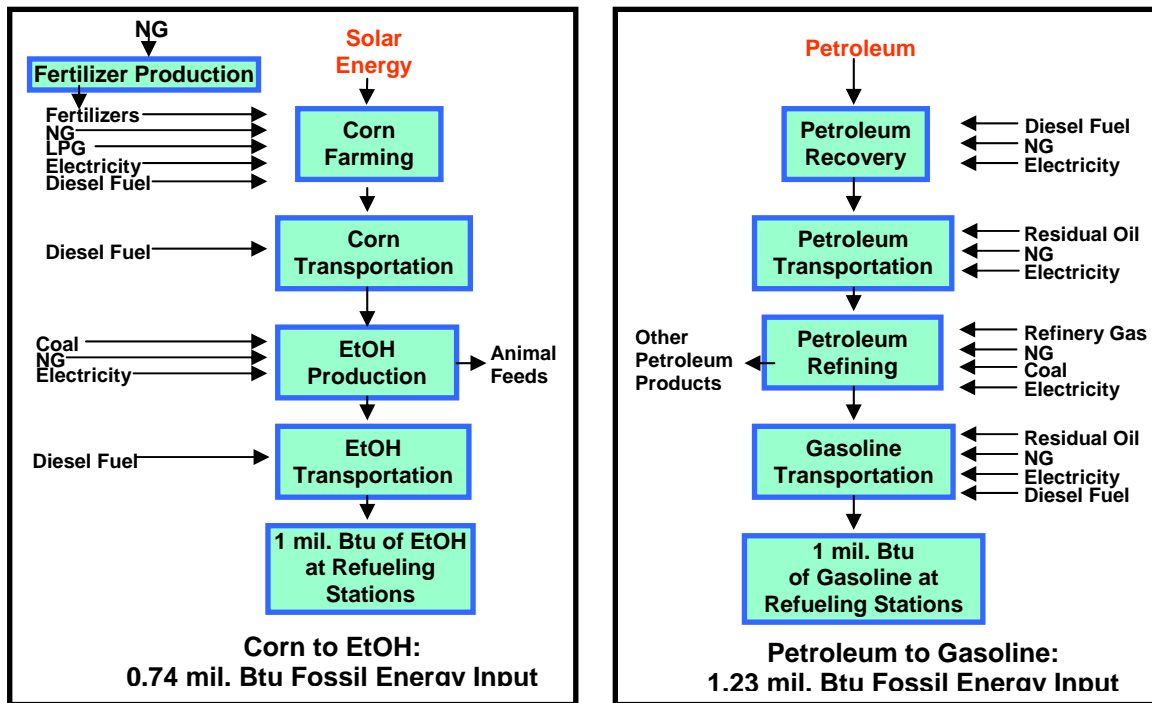 NG
Fertilizer Production
Solar
Energy
Fertilizers
NG
LPG
Electricity
Diesel Fuel
Corn
Farming
Diesel Fuel
Corn
Transportation
Coal
NG
Electricity
EtOH
Production
Animal
Feeds
Diesel Fuel
EtOH
Transportation
1 mil. Btu of EtOH
at Refueling
Stations
Corn to EtOH:
0.74 mil. Btu Fossil Energy Input
Petroleum
Petroleum
Recovery
Diesel Fuel
NG
Electricity
Petroleum
Transportation
Residual Oil
NG
Electricity
Other
Petroleum
Products
Petroleum
Refining
Refinery Gas
NG
Coal
Electricity
Gasoline
Transportation
Residual Oil
NG
Electricity
Diesel Fuel
1 mil. Btu
of Gasoline at
Refueling Stations
Petroleum to Gasoline:
1.23 mil. Btu Fossil Energy Input